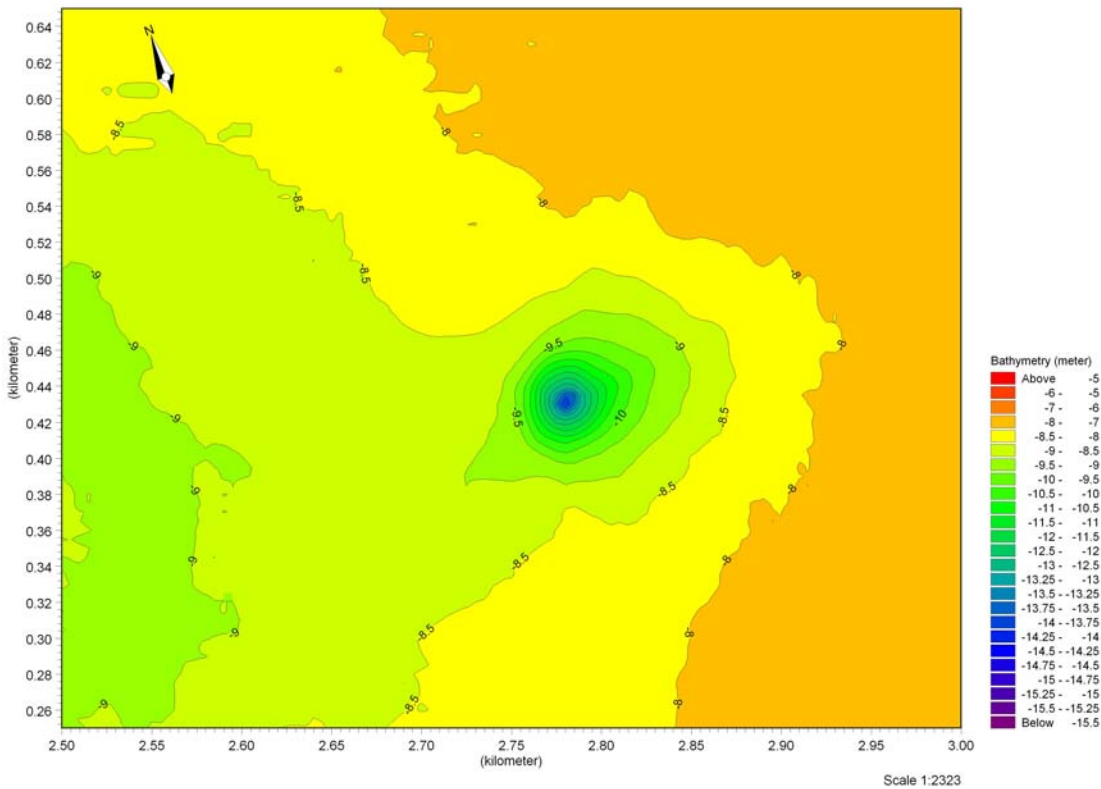 N
0.64
0.62
0.60
0.58
0.56
0.54
0.52
0.50
0.48
0.46
0.44
0.42
0.40
0.38
0.36
0.34
0.32
0.30
0.28
0.26
(kilometer)
-8.5
-8
-8.5
-8
-8.5
-9
-8
-9
-9.5
-9
-8
-9
-9.5
-10
-8.5
-9
-8.5
-8
-9
-8.5
-8
-9
-8.5
-8
-9
-8.5
-8
2.50 2.55 2.60 2.65 2.70 2.75 2.80 2.85 2.90 2.95 3.00
(kilometer)
Bathymetry (meter)
Above -5
-6 - -5
-7 - -6
-8 - -7
-8.5 - -8
-9 - -8.5
-9.5 - -9
-10 - -9.5
-10.5 - -10
-11 - -10.5
-11.5 - -11
-12 - -11.5
-12.5 - -12
-13 - -12.5
-13.25 - -13
-13.5 - -13.25
-13.75 - -13.5
-14 - -13.75
-14.25 - -14
-14.5 - -14.25
-14.75 - -14.5
-15 - -14.75
-15.25 - -15
-15.5 - -15.25
Below -15.5
Scale 1:2323